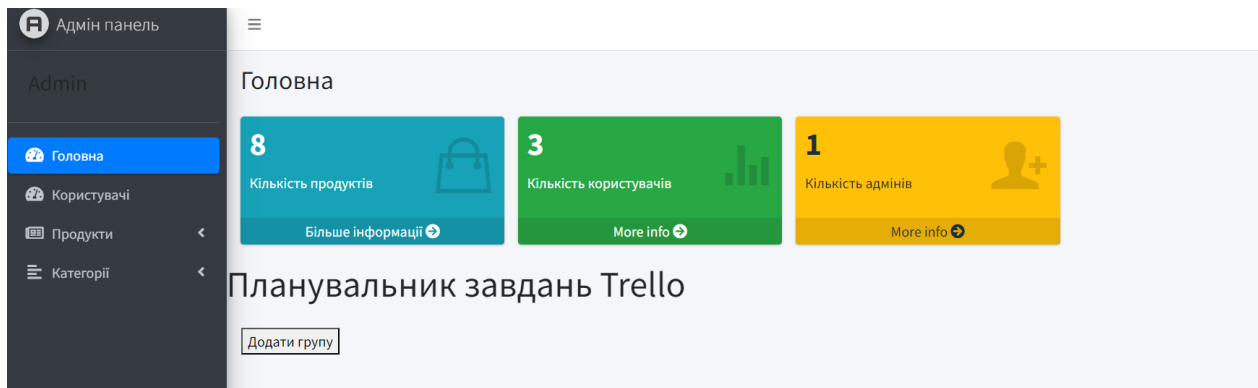 Адмін панель
Admin
Головна
Користувачі
Продукти
Категорії
Головна
8
Кількість продуктів
Більше інформації
3
Кількість користувачів
More info
1
Кількість адмінів
More info
Планувальник завдань Trello
Додати групу